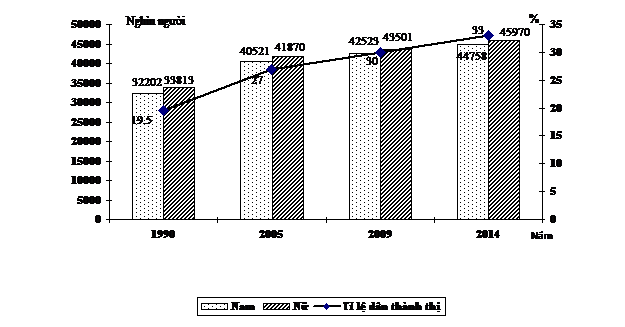 Nghìn người %
50000 35
45000 30
40000 25
35000 20
30000 15
25000 10
20000 5
15000 0
10000
5000
0
32202 33813 40521 41870 42523 43501 44758 45970
19.5 27 30 33
1990 2005 2009 2014 Năm
Nam Nữ Tỉ lệ dân thành thị